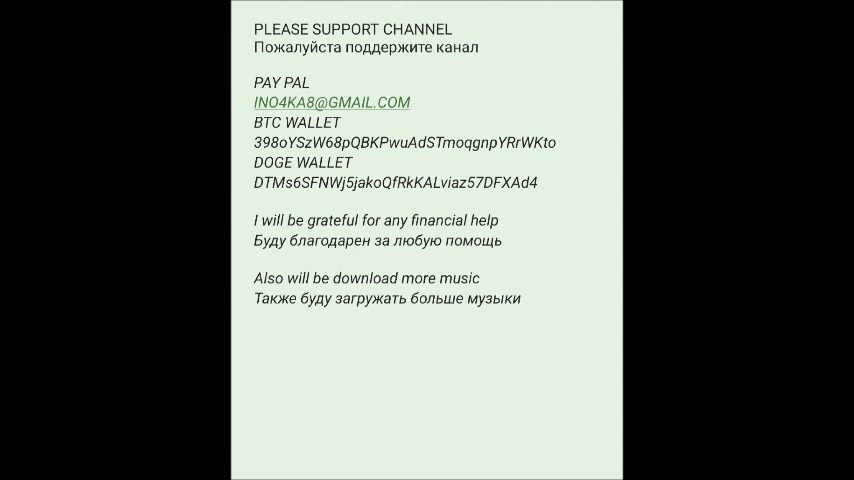 PLEASE SUPPORT CHANNEL
Пожалуйста поддержите канал
PAY PAL
INO4KA8@GMAIL.COM
BTC WALLET
398oYSzW68pQBKPwuAdSTmoqgnpYRrWKto
DOGE WALLET
DTMs6SFNWj5jakoQfRkKALviaz57DFXAd4
I will be grateful for any financial help
Буду благодарен за любую помощь
Also will be download more music
Также буду загружать больше музыки